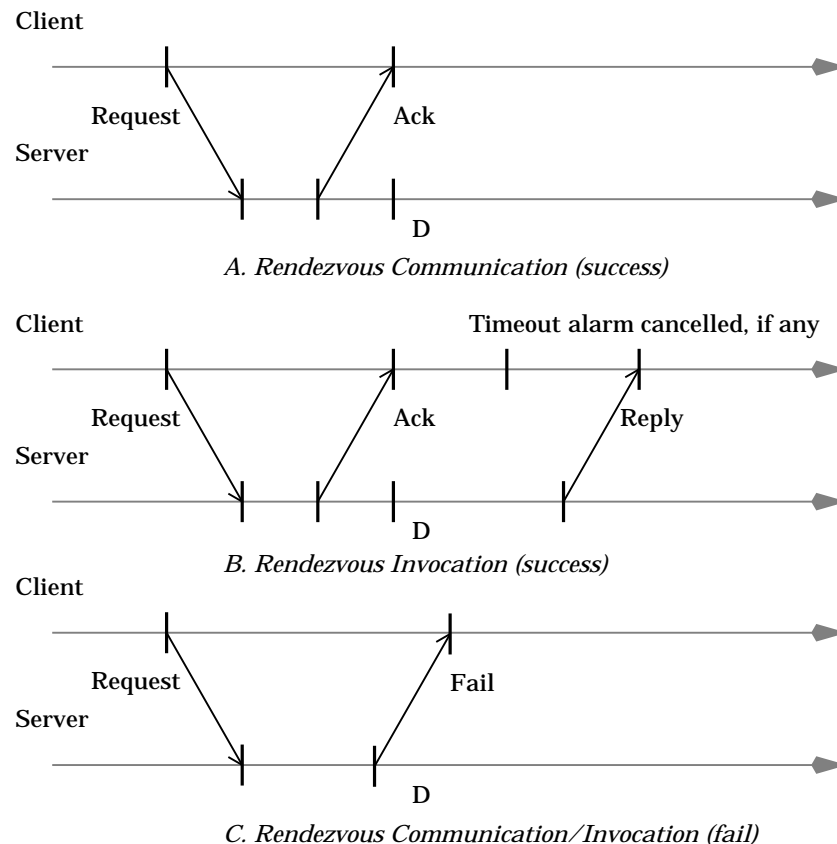 Client
Request
Ack
Server
D
A. Rendezvous Communication (success)
Client
Timeout alarm cancelled, if any
Request
Ack
Reply
Server
D
B. Rendezvous Invocation (success)
Client
Request
Fail
Server
D
C. Rendezvous Communication/Invocation (fail)